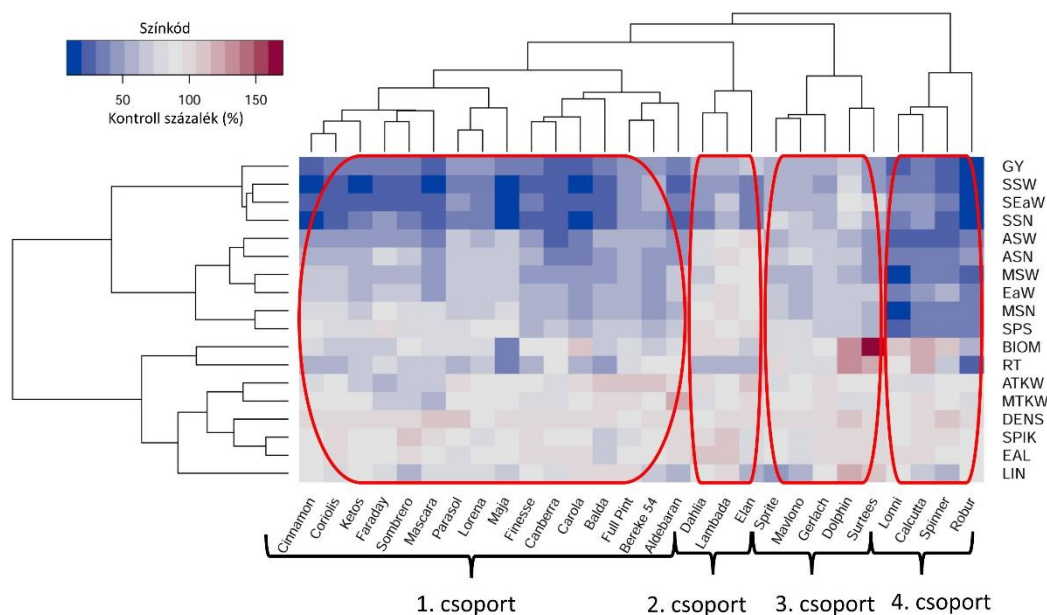 Színkód
50 100 150
Kontroll százalék (%)
GY
SSW
SEaW
SSN
ASW
ASN
MSW
EaW
MSN
SPS
BIOM
RT
ATKW
MTKW
DENS
SPIK
EAL
LIN
Cinnamon
Coriolis
Ketos
Faraday
Sombrero
Mascara
Parasol
Lorena
Maja
Finesse
Canberra
Carola
Balda
Full Pint
Bereke 54
Aldebaran
Dahlia
Lambada
Elan
Sprite
Mavlono
Gerlach
Dolphin
Surtees
Lonni
Calcutta
Spinner
Robur
1. csoport 2. csoport 3. csoport 4. csoport